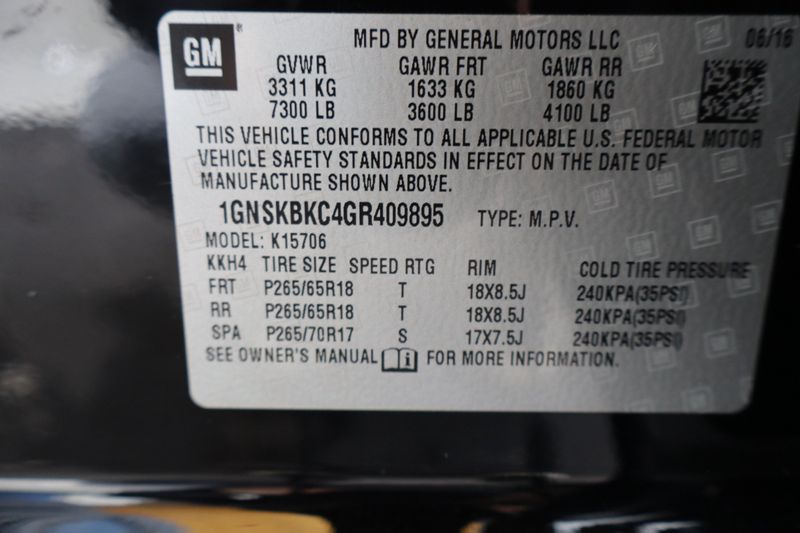 GM ® MFD BY GENERAL MOTORS LLC 06/16
GVWR GAWR FRT GAWR RR
3311 KG 1633 KG 1860 KG
7300 LB 3600 LB 4100 LB
THIS VEHICLE CONFORMS TO ALL APPLICABLE U.S. FEDERAL MOTOR
VEHICLE SAFETY STANDARDS IN EFFECT ON THE DATE OF
MANUFACTURE SHOWN ABOVE.
1GNSKBKC4GR409895 TYPE: M.P.V.
MODEL: K15706
KKH4 TIRE SIZE SPEED RTG RIM COLD TIRE PRESSURE
FRT P265/65R18 T 18X8.5J 240KPA(35PSI)
RR P265/65R18 T 18X8.5J 240KPA(35PSI)
SPA P265/70R17 S 17X7.5J 240KPA(35PSI)
SEE OWNER'S MANUAL i FOR MORE INFORMATION.